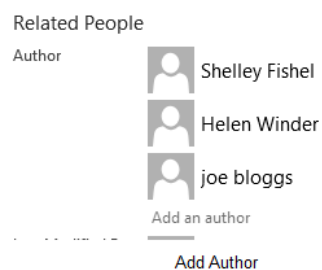 Related People
Author
Shelley Fishel
Helen Winder
joe bloggs
Add an author
Add Author